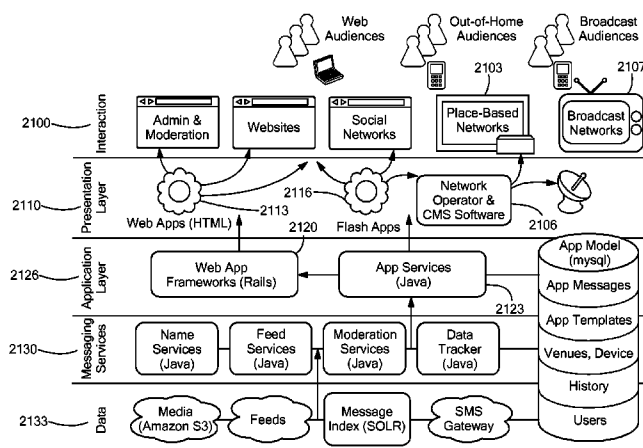 Web
Audiences
Out-of-Home
Audiences
Broadcast
Audiences
2103
2107
2100
Interaction
Admin &
Moderation
Websites
Social
Networks
Place-Based
Networks
Broadcast
Networks
2110
Presentation
Layer
2116
2113
Web Apps (HTML)
Flash Apps
Network
Operator &
CMS Software
2106
2120
2126
Application
Layer
Web App
Frameworks (Rails)
App Services
(Java)
2123
App Model
(mysql)
App Messages
App Templates
Venues, Device
History
Users
2130
Messaging
Services
Name
Services
(Java)
Feed
Services
(Java)
Moderation
Services
(Java)
Data
Tracker
(Java)
2133
Data
Media
(Amazon S3)
Feeds
Message
Index (SOLR)
SMS
Gateway